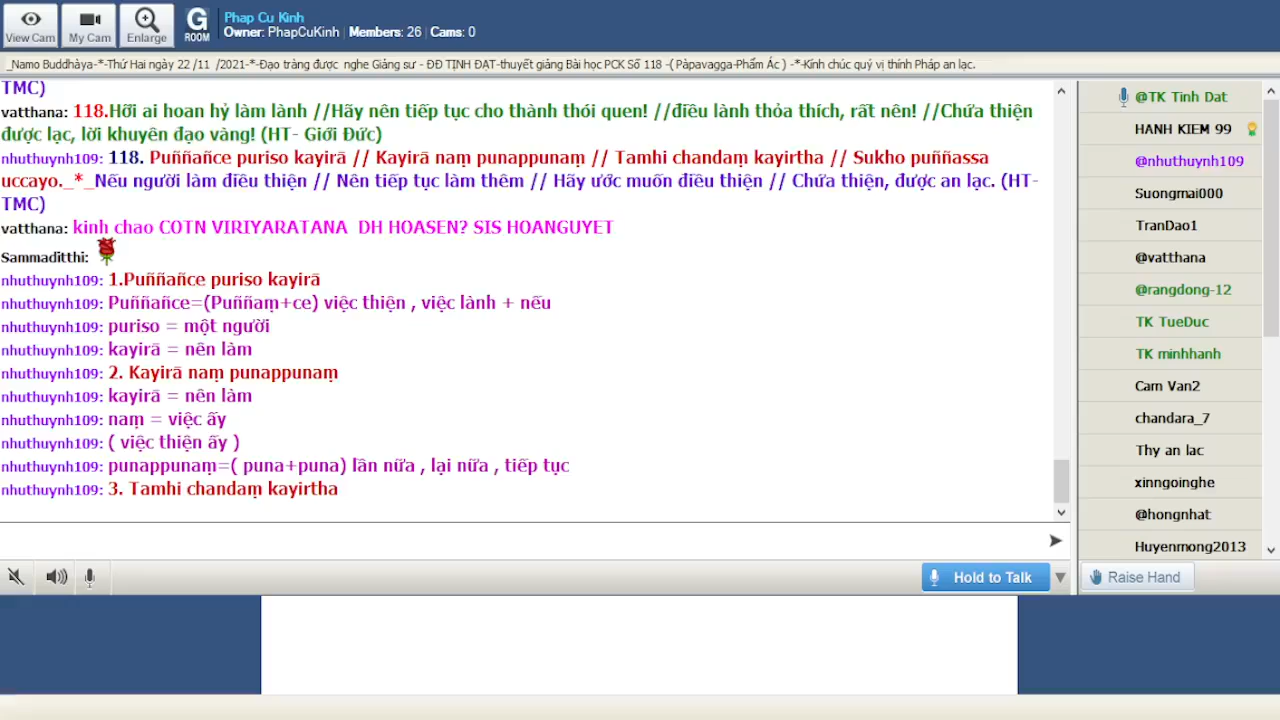 View Cam
My Cam
Enlarge
G
ROOM
Phap Cu Kinh
Owner: PhapCuKinh | Members: 26 | Cams: 0
_Namo Buddhàya-*-Thứ Hai ngày 22 /11 /2021-*-Đạo tràng được nghe Giảng sư - ĐĐ TỊNH ĐẠT-thuyết giảng Bài học PCK Số 118 -( Pápavagga-Phẩm Ác ) -*-Kính chúc quý vị thính Pháp an lạc.
TMC)
vatthana: 118.Hỡi ai hoan hỷ làm lành //Hãy nên tiếp tục cho thành thói quen! //điều lành thỏa thích, rất nên! //Chứa thiện
được lạc, lời khuyên đạo vàng! (HT- Giới Đức)
nhuthuynh109: 118. Puññañce puriso kayirā // Kayirā naṃ punappunaṃ // Tamhi chandaṃ kayirtha // Sukho puññassa
uccayo._*_Nếu người làm điều thiện // Nên tiếp tục làm thêm // Hãy ước muốn điều thiện // Chứa thiện, được an lạc. (HT-
TMC)
vatthana: kinh chao COTN VIRIYARATANA DH HOASEN? SIS HOANGUYET
Sammadìtthi:
nhuthuynh109: 1.Puññañce puriso kayirā
nhuthuynh109: Puññañce=(Puññaṃ+ce) việc thiện , việc lành + nếu
nhuthuynh109: puriso = một người
nhuthuynh109: kayirā = nên làm
nhuthuynh109: 2. Kayirā naṃ punappunaṃ
nhuthuynh109: kayirā = nên làm
nhuthuynh109: naṃ = việc ấy
nhuthuynh109: ( việc thiện ấy )
nhuthuynh109: punappunaṃ=( puna+puna) lần nữa , lại nữa , tiếp tục
nhuthuynh109: 3. Tamhi chandaṃ kayirtha
@TK Tinh Dat
HANH KIEM 99
@nhuthuynh109
Suongmai000
TranDao1
@vatthana
@rangdong-12
TK TueDuc
TK minhhanh
Cam Van2
chandara_7
Thy an lac
xinngoinghe
@hongnhat
Huyenmong2013
Hold to Talk
Raise Hand